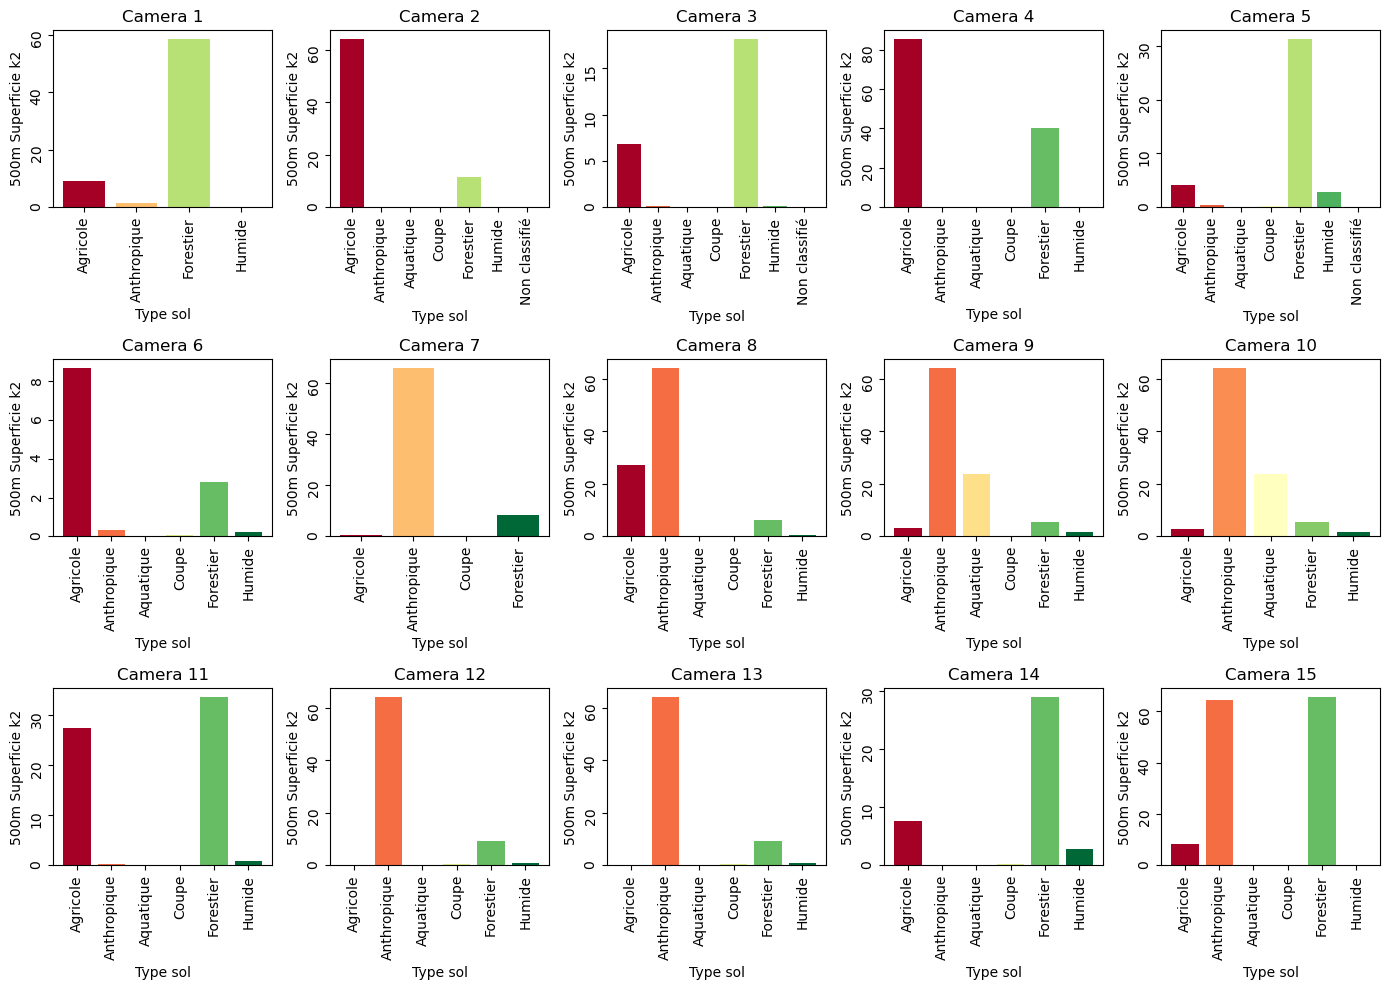 Camera 1
500m Superficie k2
0
20
40
60
Agricole
Anthropique
Forestier
Humide
Type sol
Camera 2
500m Superficie k2
0
20
40
60
Agricole
Anthropique
Aquatique
Coupe
Forestier
Humide
Non classifié
Type sol
Camera 3
500m Superficie k2
0
5
10
15
Agricole
Anthropique
Aquatique
Coupe
Forestier
Humide
Non classifié
Type sol
Camera 4
500m Superficie k2
0
20
40
60
80
Agricole
Anthropique
Aquatique
Coupe
Forestier
Humide
Type sol
Camera 5
500m Superficie k2
0
10
20
30
Agricole
Anthropique
Aquatique
Coupe
Forestier
Humide
Non classifié
Type sol
Camera 6
500m Superficie k2
0
2
4
6
8
Agricole
Anthropique
Aquatique
Coupe
Forestier
Humide
Type sol
Camera 7
500m Superficie k2
0
20
40
60
Agricole
Anthropique
Coupe
Forestier
Type sol
Camera 8
500m Superficie k2
0
20
40
60
Agricole
Anthropique
Aquatique
Coupe
Forestier
Humide
Type sol
Camera 9
500m Superficie k2
0
20
40
60
Agricole
Anthropique
Aquatique
Coupe
Forestier
Humide
Type sol
Camera 10
500m Superficie k2
0
20
40
60
Agricole
Anthropique
Aquatique
Forestier
Humide
Type sol
Camera 11
500m Superficie k2
0
10
20
30
Agricole
Anthropique
Aquatique
Coupe
Forestier
Humide
Type sol
Camera 12
500m Superficie k2
0
20
40
60
Agricole
Anthropique
Aquatique
Coupe
Forestier
Humide
Type sol
Camera 13
500m Superficie k2
0
20
40
60
Agricole
Anthropique
Aquatique
Coupe
Forestier
Humide
Type sol
Camera 14
500m Superficie k2
0
10
20
30
Agricole
Anthropique
Aquatique
Coupe
Forestier
Humide
Type sol
Camera 15
500m Superficie k2
0
20
40
60
Agricole
Anthropique
Aquatique
Coupe
Forestier
Humide
Type sol